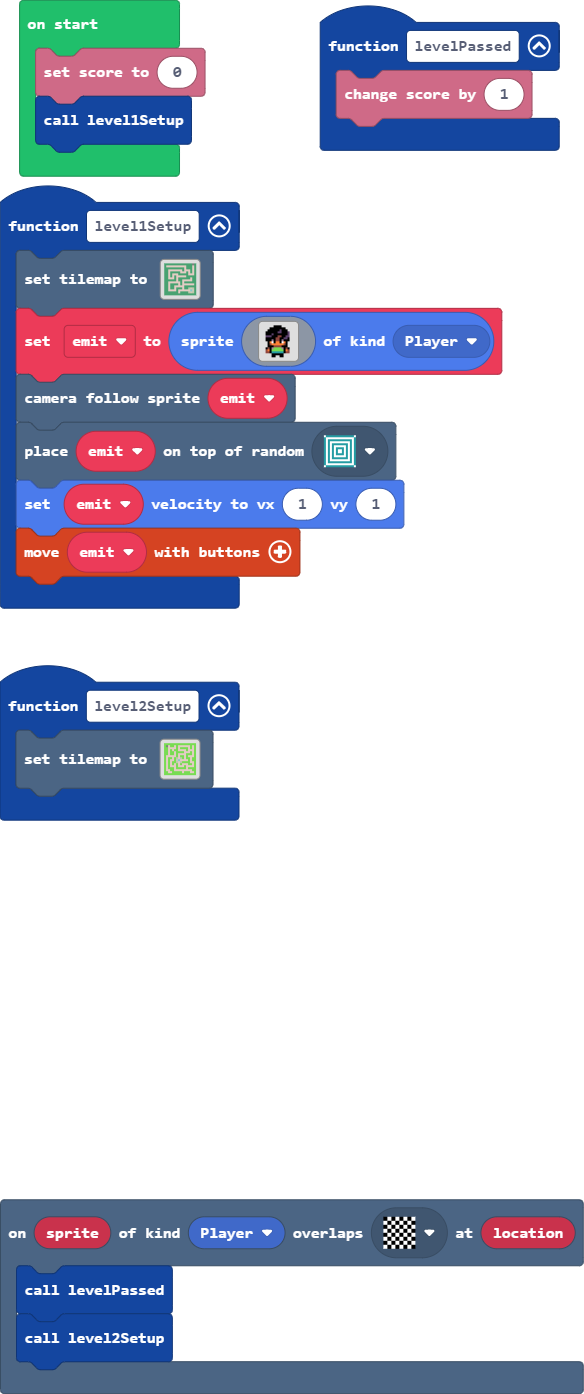 on start
set score to 0
call level1Setup
function levelPassed
change score by 1
function level1Setup
set tilemap to
set emit to sprite of kind Player
camera follow sprite emit
place emit on top of random
set emit velocity to vx 1 vy 1
move emit with buttons
function level2Setup
set tilemap to
on sprite of kind Player overlaps at location
call levelPassed
call level2Setup